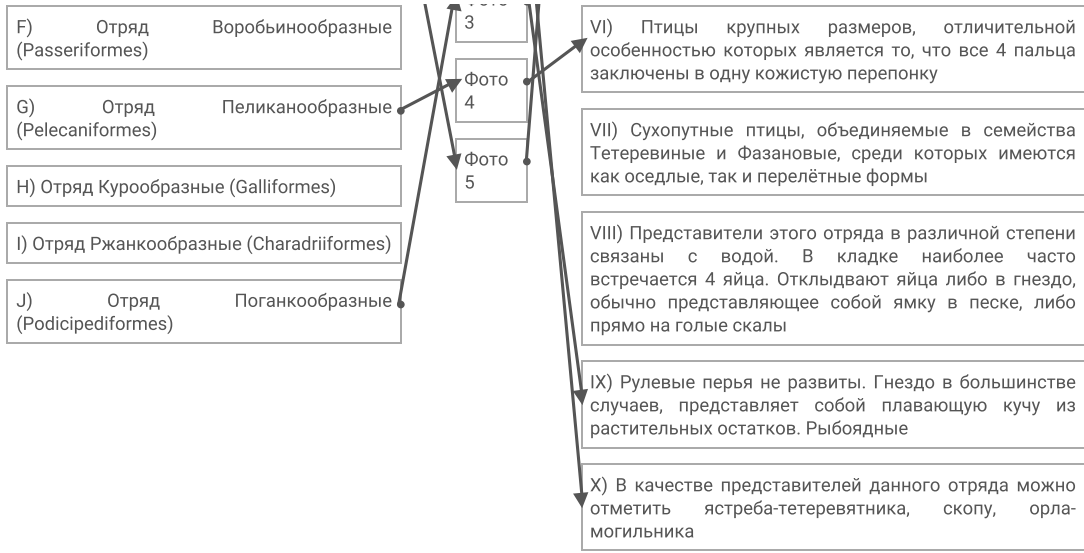 F) Отряд Воробьинообразные
(Passeriformes)
G) Отряд Пеликанообразные
(Pelecaniformes)
H) Отряд Курообразные (Galliformes)
I) Отряд Ржанкообразные (Charadriiformes)
J) Отряд Поганкообразные
(Podicipediformes)
3
Фото
4
Фото
5
VI) Птицы крупных размеров, отличительной
особенностью которых является то, что все 4 пальца
заключены в одну кожистую перепонку
VII) Сухопутные птицы, объединяемые в семейства
Тетеревиные и Фазановые, среди которых имеются
как оседлые, так и перелётные формы
VIII) Представители этого отряда в различной степени
связаны с водой. В кладке наиболее часто
встречается 4 яйца. Отклыдвают яйца либо в гнездо,
обычно представляющее собой ямку в песке, либо
прямо на голые скалы
IX) Рулевые перья не развиты. Гнездо в большинстве
случаев, представляет собой плавающую кучу из
растительных остатков. Рыбоядные
X) В качестве представителей данного отряда можно
отметить ястреба-тетеревятника, скопу, орла-
могильника